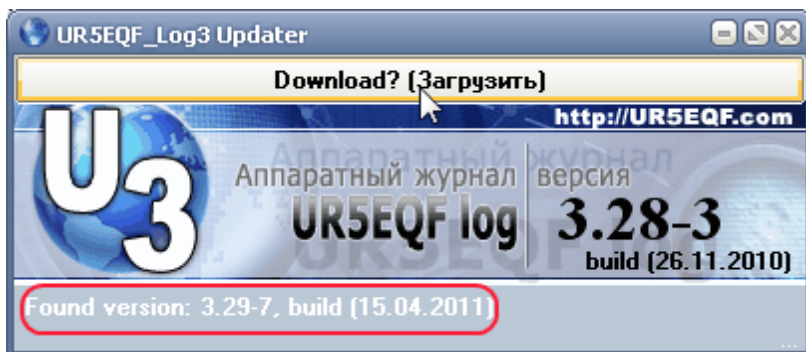 UR5EQF_Log3 Updater
Download? (Загрузить)
http://UR5EQF.com
U3
Аппаратный журнал
UR5EQF log
версия
3.28-3
build (26.11.2010)
Found version: 3.29-7, build (15.04.2011)
...